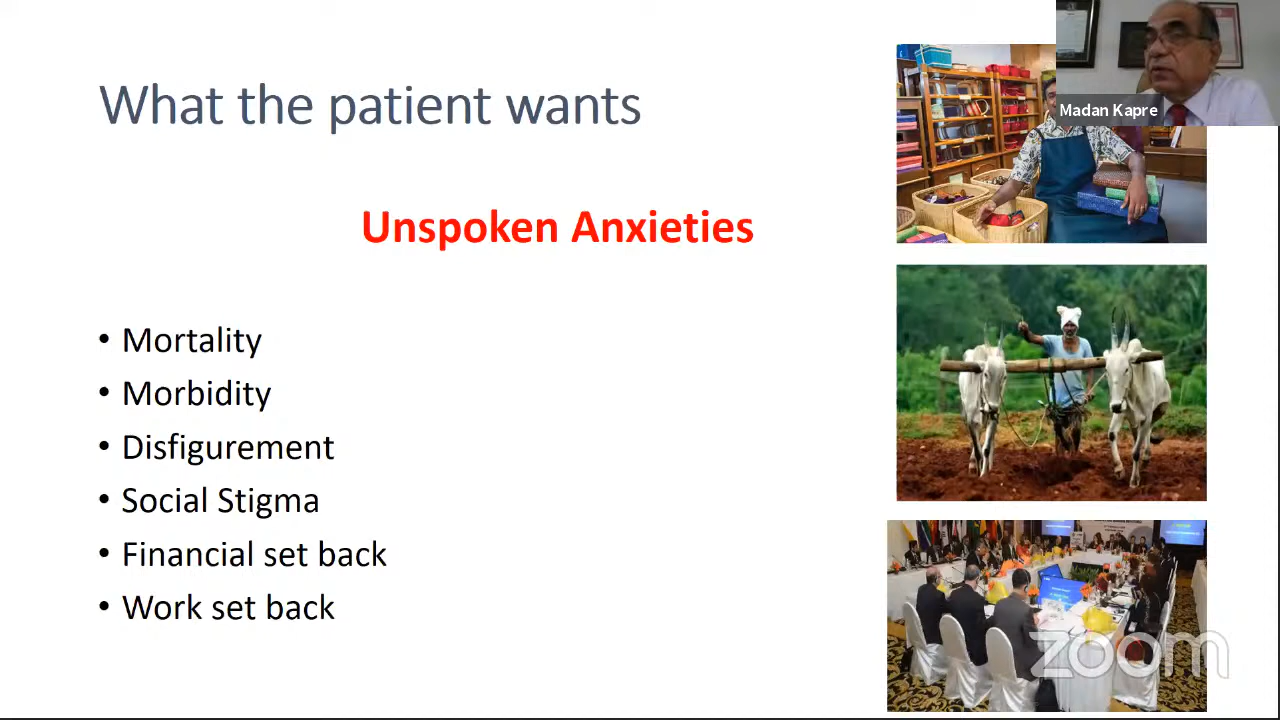 What the patient wants
Unspoken Anxieties
• Mortality
• Morbidity
• Disfigurement
• Social Stigma
• Financial set back
• Work set back
Madan Kapre
zoom